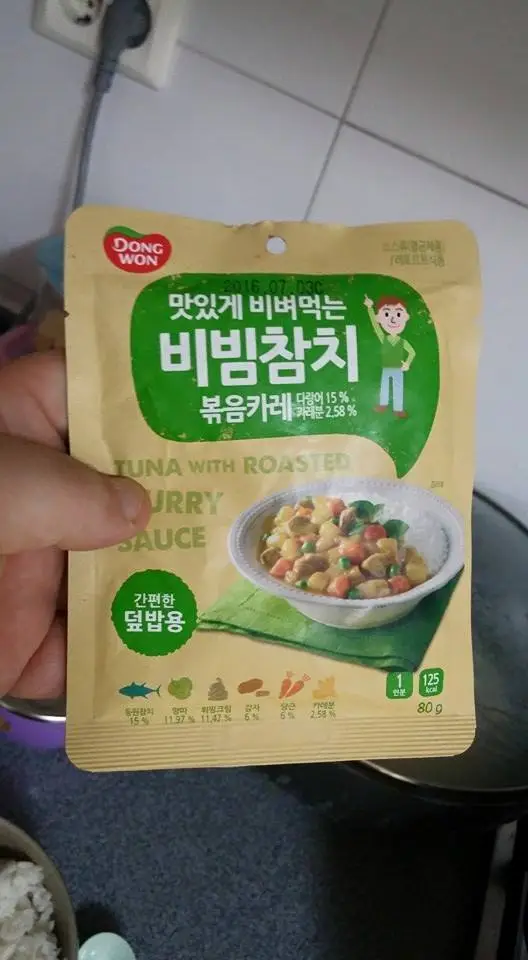 DONG
WON
2016.07.03C
맛있게 비벼먹는
비빔참치
볶음카레 다랑어 15 %
카레분 2.58 %
TUNA WITH ROASTED
URRY
SAUCE
간편한
덮밥용
동원참치 양파 휘핑크림 감자 당근 카레분
15 % 11.97 % 11.47 % 6 % 6 % 2.58 %
1
인분
125
kcal
80 g